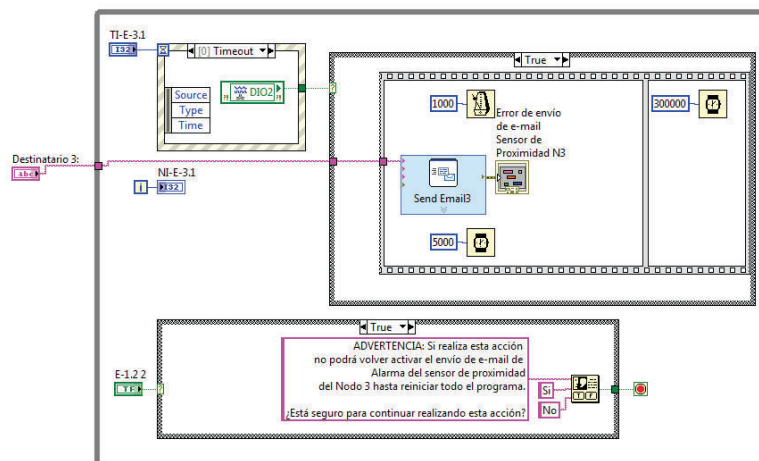 TI-E-3.1
I32
[0] Timeout
Source
Type
Time
DIO2
True
1000
300000
Error de envío
de e-mail
Sensor de
Proximidad N3
Destinatario 3:
abc
NI-E-3.1
i
I32
Send Email3
5000
True
ADVERTENCIA: Si realiza esta acción
no podrá volver activar el envío de e-mail de
Alarma del sensor de proximidad
del Nodo 3 hasta reiniciar todo el programa.
¿Está seguro para continuar realizando esta acción?
E-1.2 2
TF
Si
No
T F